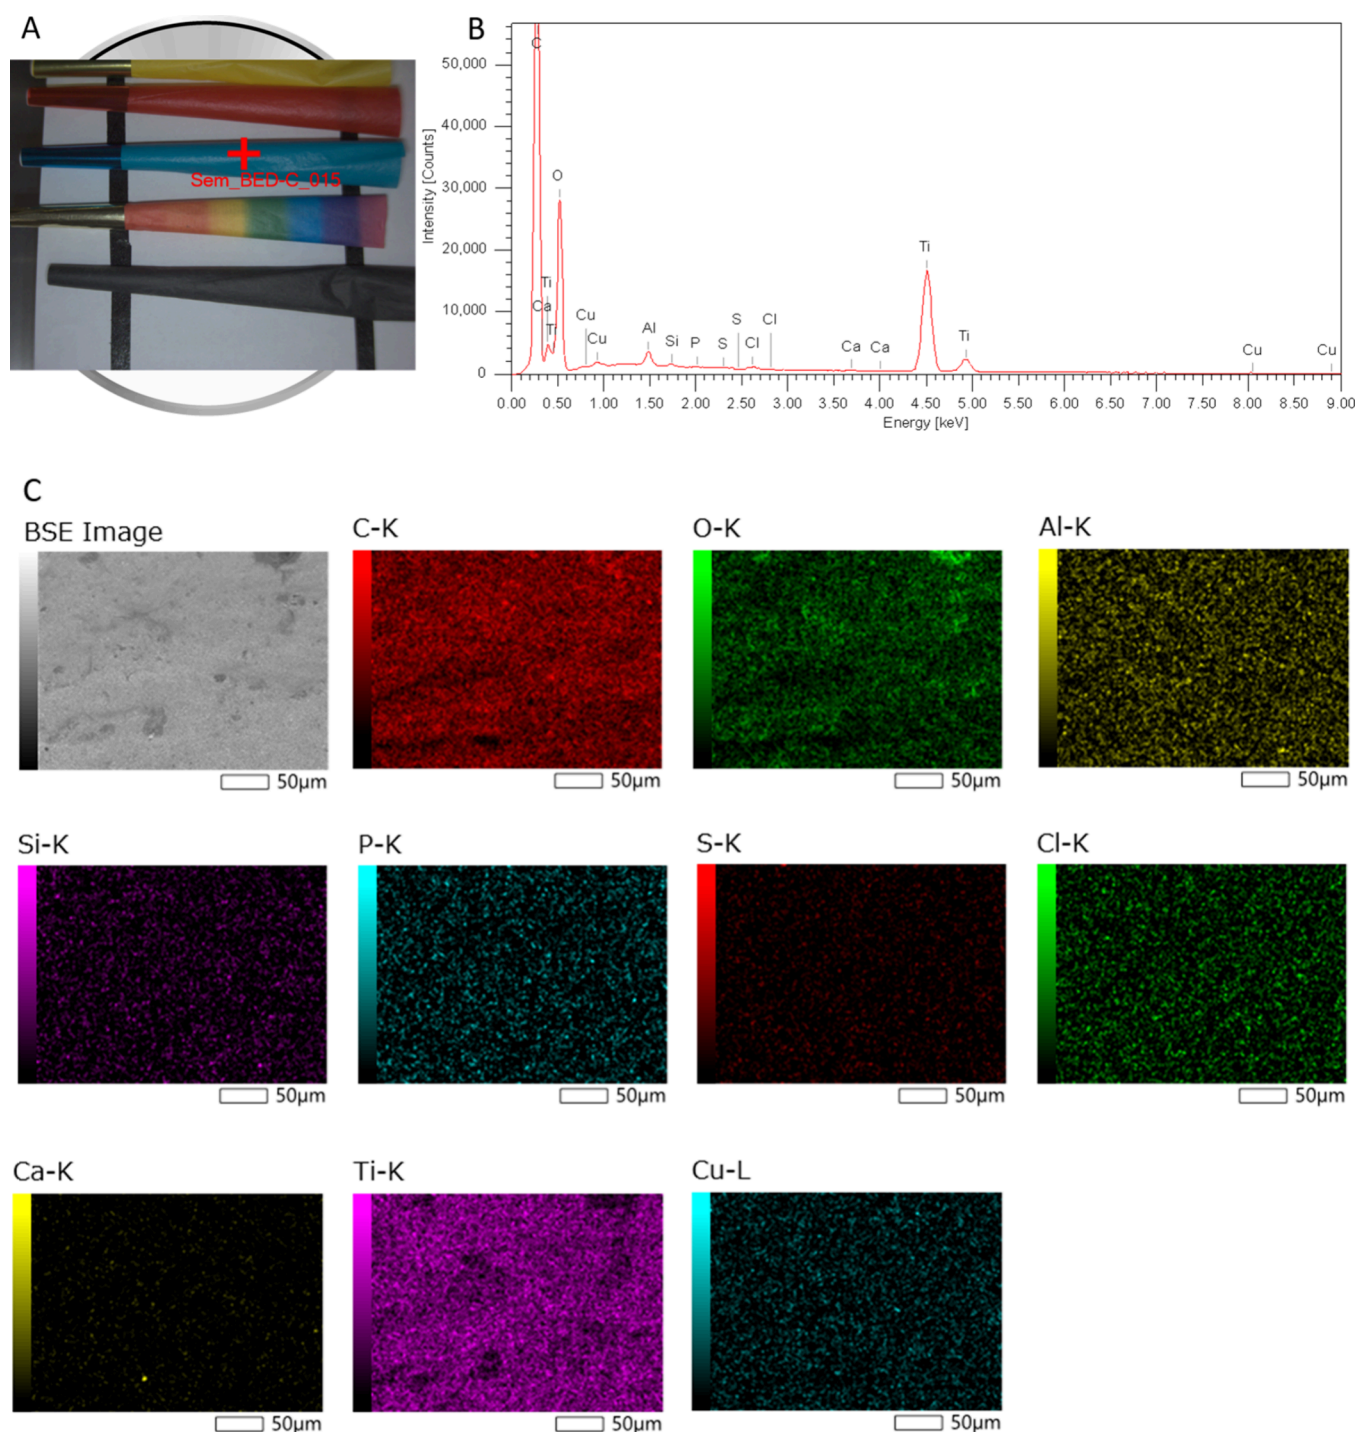 A
Sem_BED-C_015
B
Intensity [Counts]
50,000
40,000
30,000
20,000
10,000
0
C
O
Ti
Ca
Ti
Cu
Cu
Al
Si
P
S
S
Cl
Cl
Ca
Ca
Ti
Ti
Cu
Cu
0.00 0.50 1.00 1.50 2.00 2.50 3.00 3.50 4.00 4.50 5.00 5.50 6.00 6.50 7.00 7.50 8.00 8.50 9.00
Energy [keV]
C
BSE Image
50μm
C-K
50μm
O-K
50μm
Al-K
50μm
Si-K
50μm
P-K
50μm
S-K
50μm
Cl-K
50μm
Ca-K
50μm
Ti-K
50μm
Cu-L
50μm